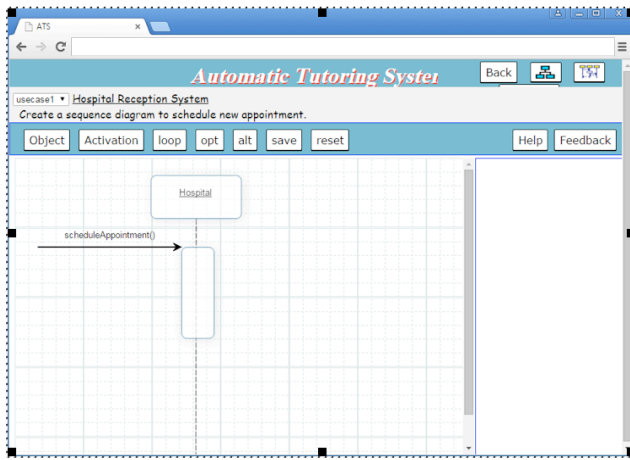 ATS
Automatic Tutoring System
Back
usecase1 Hospital Reception System
Create a sequence diagram to schedule new appointment.
Object Activation loop opt alt save reset Help Feedback
Hospital
scheduleAppointment()